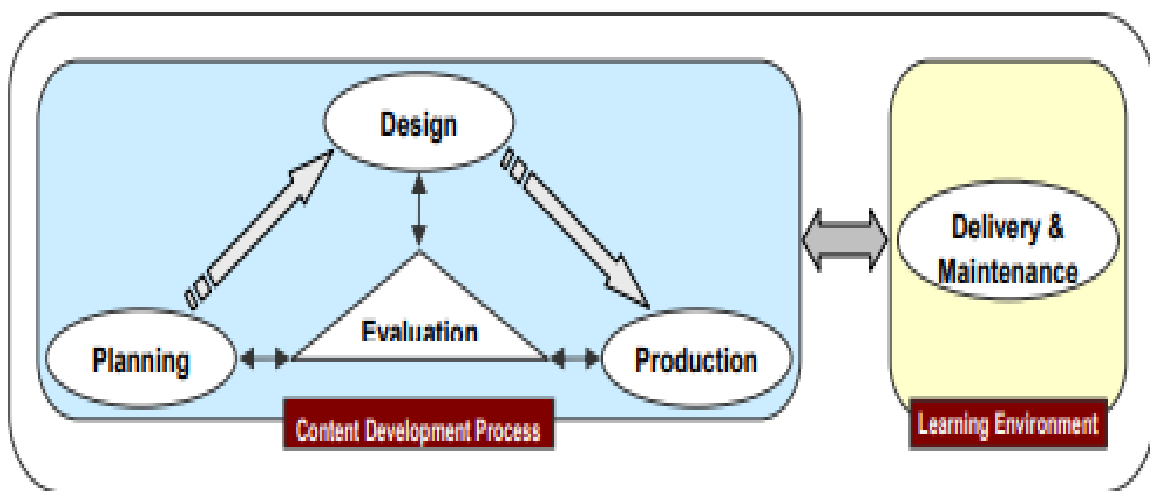 Design
Delivery &
Maintenance
Evaluation
Planning
Production
Content Development Process
Learning Environment